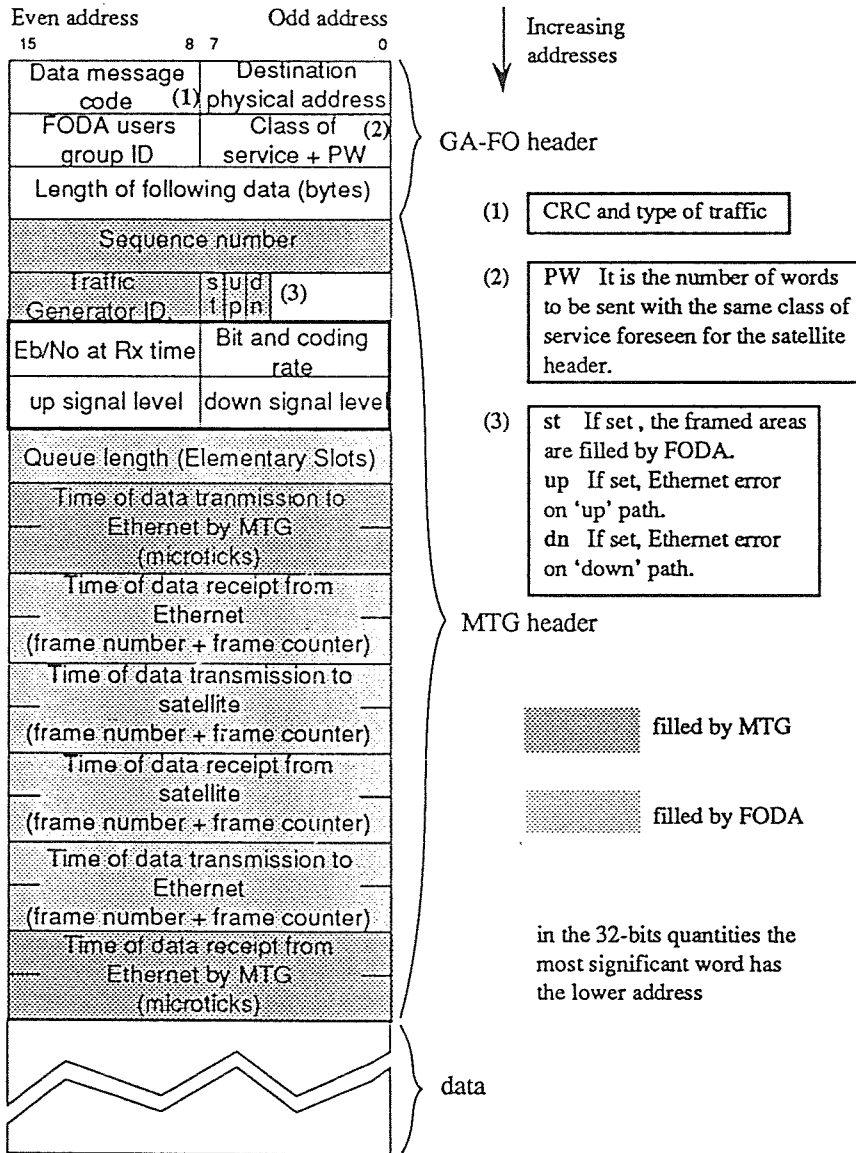 Even address Odd address
15 8 7 0
Increasing
addresses
Data message
code (1)
Destination
physical address
FODA users
group ID
Class of (2)
service + PW
Length of following data (bytes)
GA-FO header
Sequence number
Traffic
Generator ID.
st up dn (3)
Eb/No at Rx time
Bit and coding
rate
up signal level
down signal level
Queue length (Elementary Slots)
Time of data tranmission to
Ethernet by MTG
(microticks)
Time of data receipt from
Ethernet
(frame number + frame counter)
Time of data transmission to
satellite
(frame number + frame counter)
Time of data receipt from
satellite
(frame number + frame counter)
Time of data transmission to
Ethernet
(frame number + frame counter)
Time of data receipt from
Ethernet by MTG
(microticks)
MTG header
data
(1) CRC and type of traffic
(2) PW It is the number of words
to be sent with the same class of
service foreseen for the satellite
header.
(3) st If set , the framed areas
are filled by FODA.
up If set, Ethernet error
on 'up' path.
dn If set, Ethernet error
on 'down' path.
filled by MTG
filled by FODA
in the 32-bits quantities the
most significant word has
the lower address